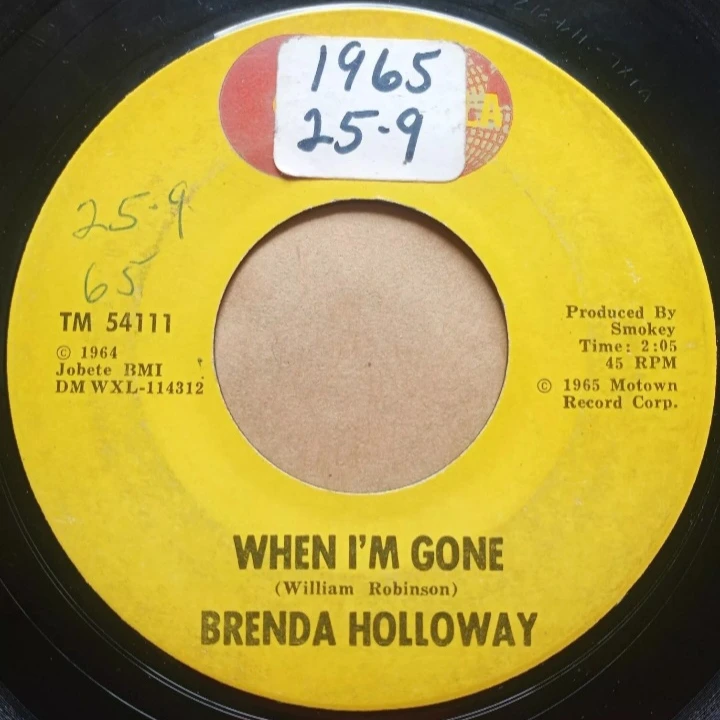 1965
25-9
25-9
65
TM 54111
© 1964
Jobete BMI
DM WXL-114312
Produced By
Smokey
Time: 2:05
45 RPM
© 1965 Motown
Record Corp.
WHEN I'M GONE
(William Robinson)
BRENDA HOLLOWAY